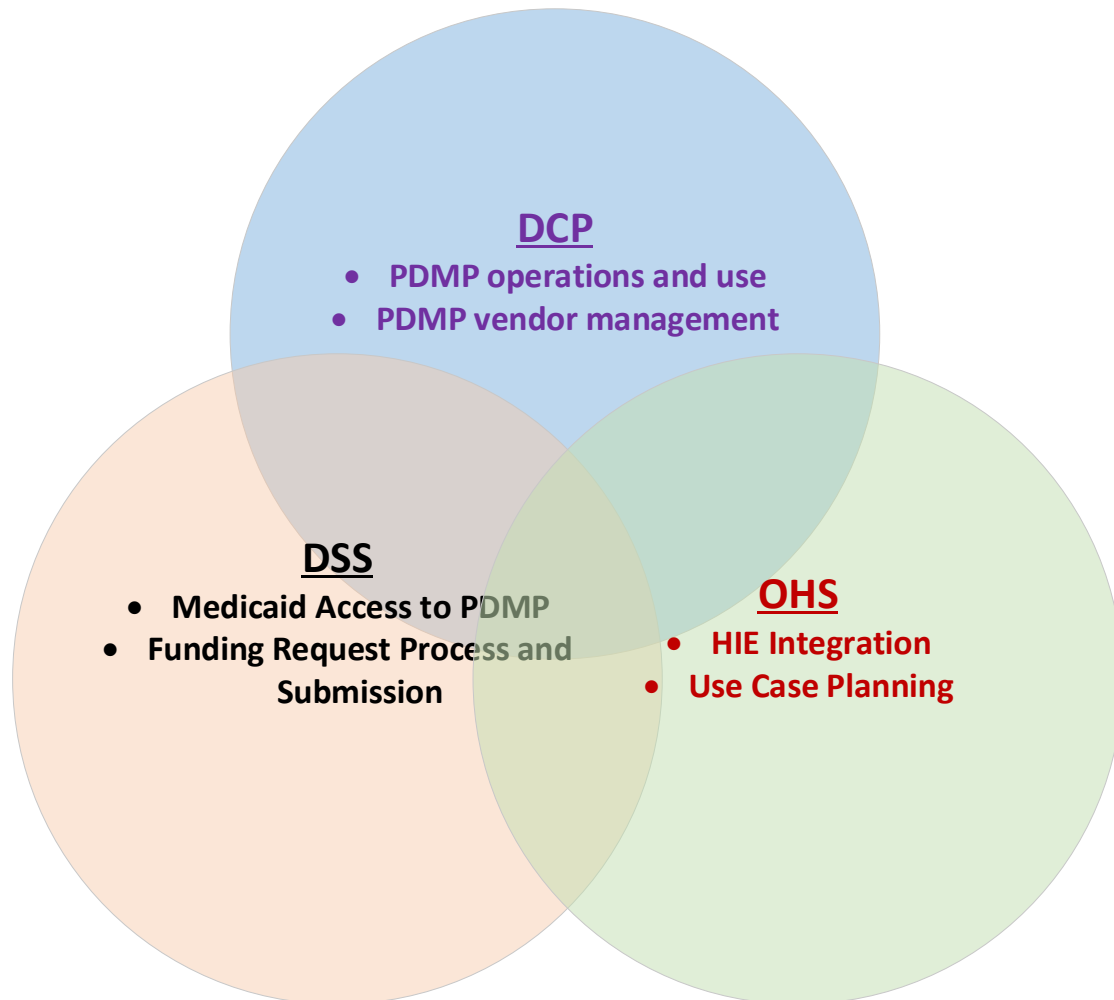 DCP
• PDMP operations and use
• PDMP vendor management
DSS
• Medicaid Access to PDMP
• Funding Request Process and
Submission
OHS
• HIE Integration
• Use Case Planning